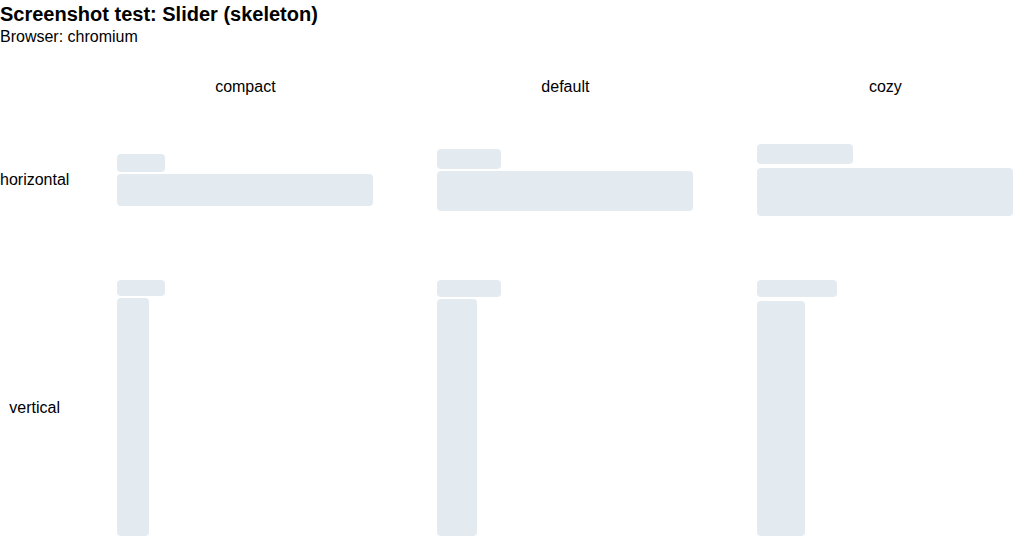 Screenshot test: Slider (skeleton)
Browser: chromium
compact default cozy
horizontal
vertical